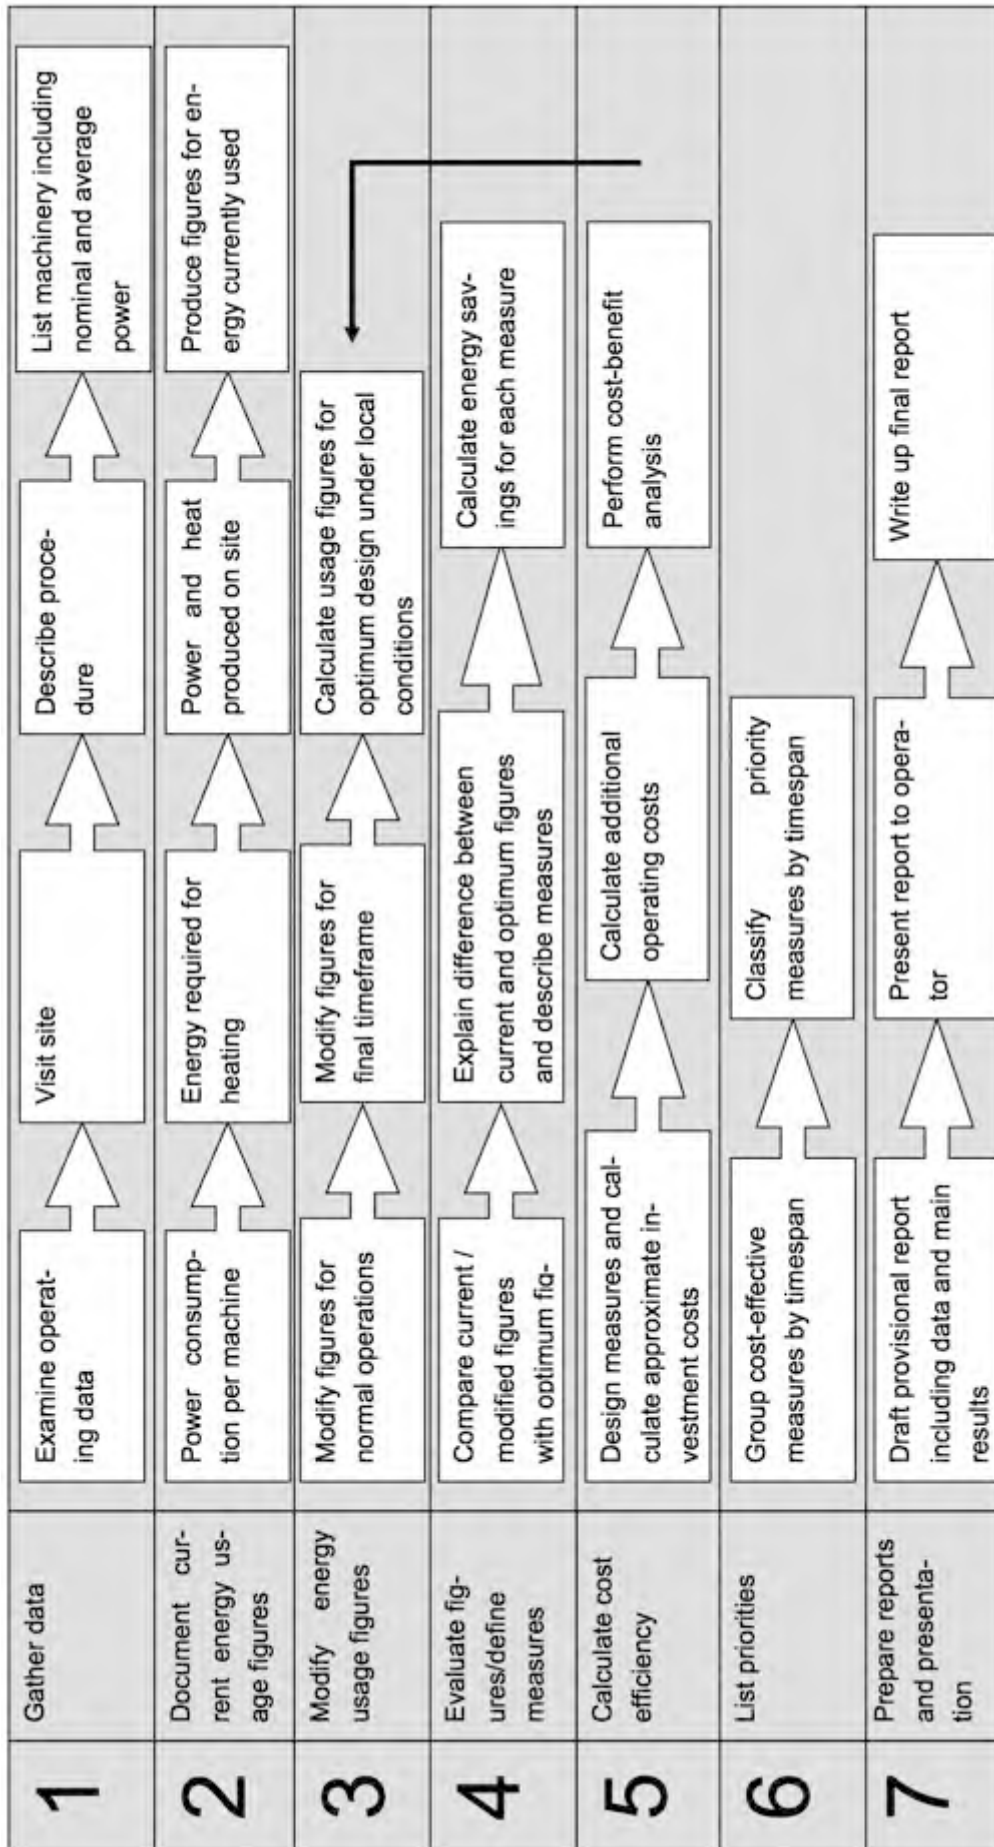 1
Gather data
Examine operat-
ing data
Visit site
Describe proce-
dure
List machinery including
nominal and average
power
2
Document cur-
rent energy us-
age figures
Power consump-
tion per machine
Energy required for
heating
Power and heat
produced on site
Produce figures for en-
ergy currently used
3
Modify energy
usage figures
Modify figures for
normal operations
Modify figures for
final timeframe
Calculate usage figures for
optimum design under local
conditions
4
Evaluate fig-
ures/define
measures
Compare current /
modified figures
with optimum fig-
Explain difference between
current and optimum figures
and describe measures
Calculate energy sav-
ings for each measure
5
Calculate cost
efficiency
Design measures and cal-
culate approximate in-
vestment costs
Calculate additional
operating costs
Perform cost-benefit
analysis
6
List priorities
Group cost-effective
measures by timespan
Classify priority
measures by timespan
7
Prepare reports
and presenta-
tion
Draft provisional report
including data and main
results
Present report to opera-
tor
Write up final report